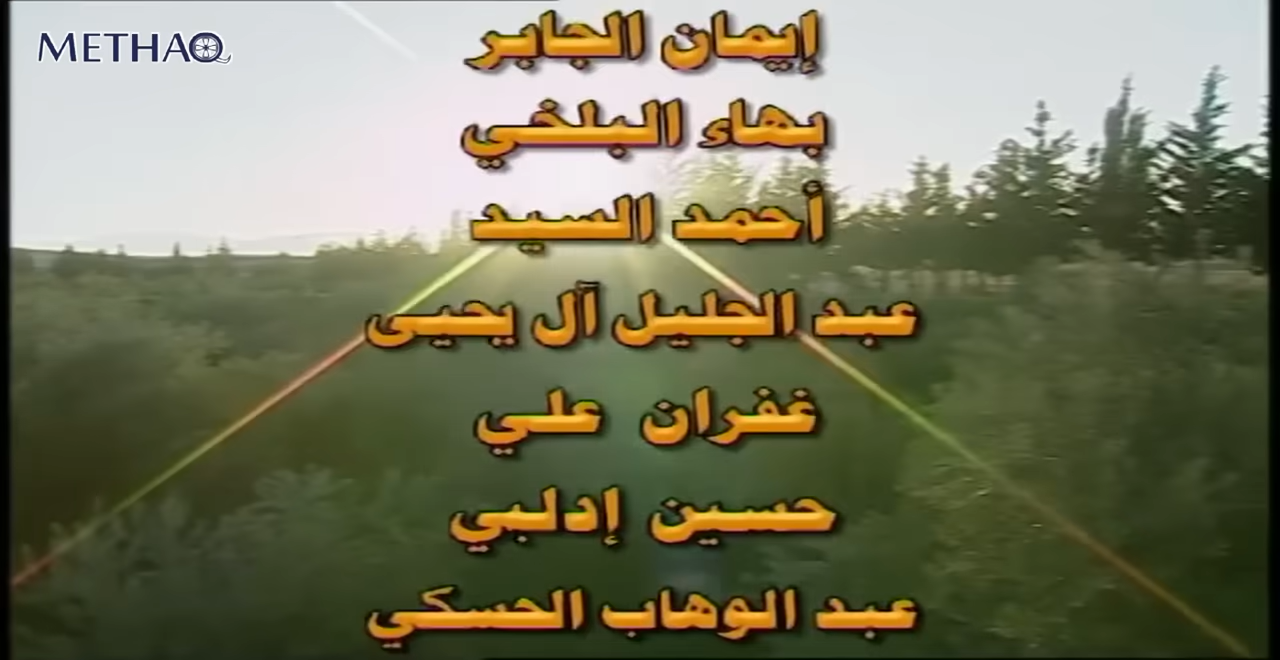 METHAQ
إيمان الجابر
بهاء البلخي
أحمد السيد
عبد الجليل آل يحيى
غفران علي
حسين إدلبي
عبد الوهاب الحسكي